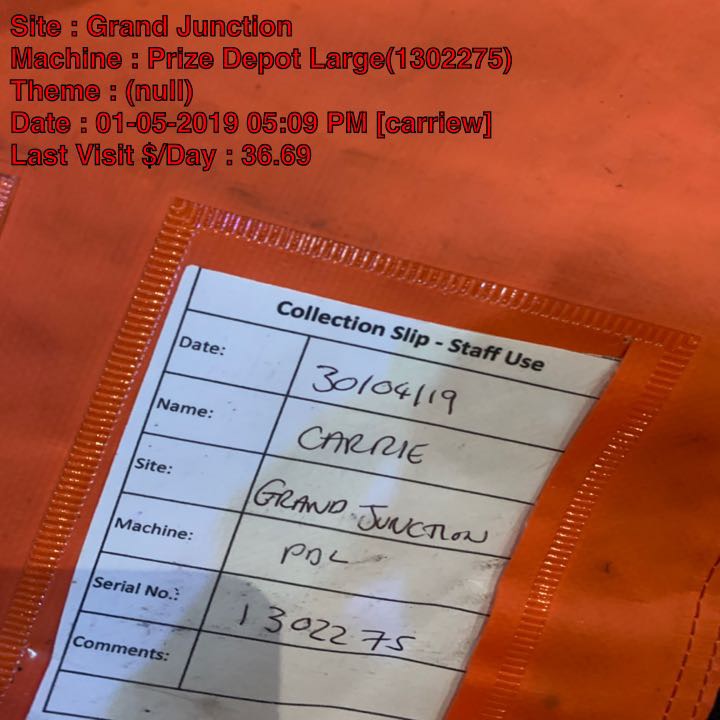 Site : Grand Junction
Machine : Prize Depot Large(1302275)
Theme : (null)
Date : 01-05-2019 05:09 PM [carriew]
Last Visit $/Day : 36.69
Collection Slip - Staff Use
Date: 30/04/19
Name: CARRIE
Site: GRAND JUNCTION
Machine: PDL
Serial No.: 1302275
Comments: